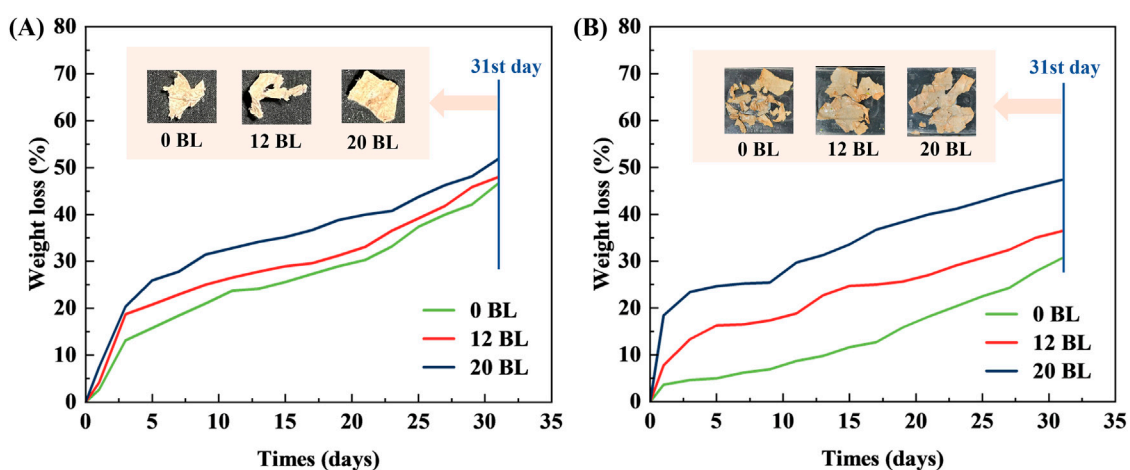 (A)
Weight loss (%)
80
70
60
50
40
30
20
10
0
0 5 10 15 20 25 30 35
Times (days)
31st day
0 BL 12 BL 20 BL
0 BL
12 BL
20 BL
(B)
Weight loss (%)
80
70
60
50
40
30
20
10
0
0 5 10 15 20 25 30 35
Times (days)
31st day
0 BL 12 BL 20 BL
0 BL
12 BL
20 BL